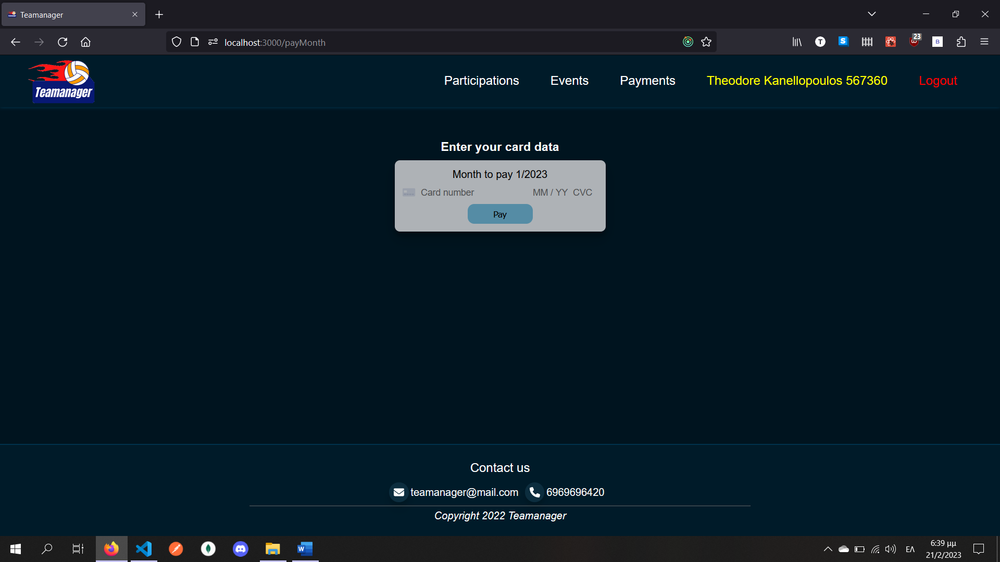 Teamanager
localhost:3000/payMonth
T
S
23
B
Teamanager
Participations
Events
Payments
Theodore Kanellopoulos 567360
Logout
Enter your card data
Month to pay 1/2023
Card number
MM / YY CVC
Pay
Contact us
teamanager@mail.com
6969696420
Copyright 2022 Teamanager
W
ΕΛ
6:39 μμ
21/2/2023